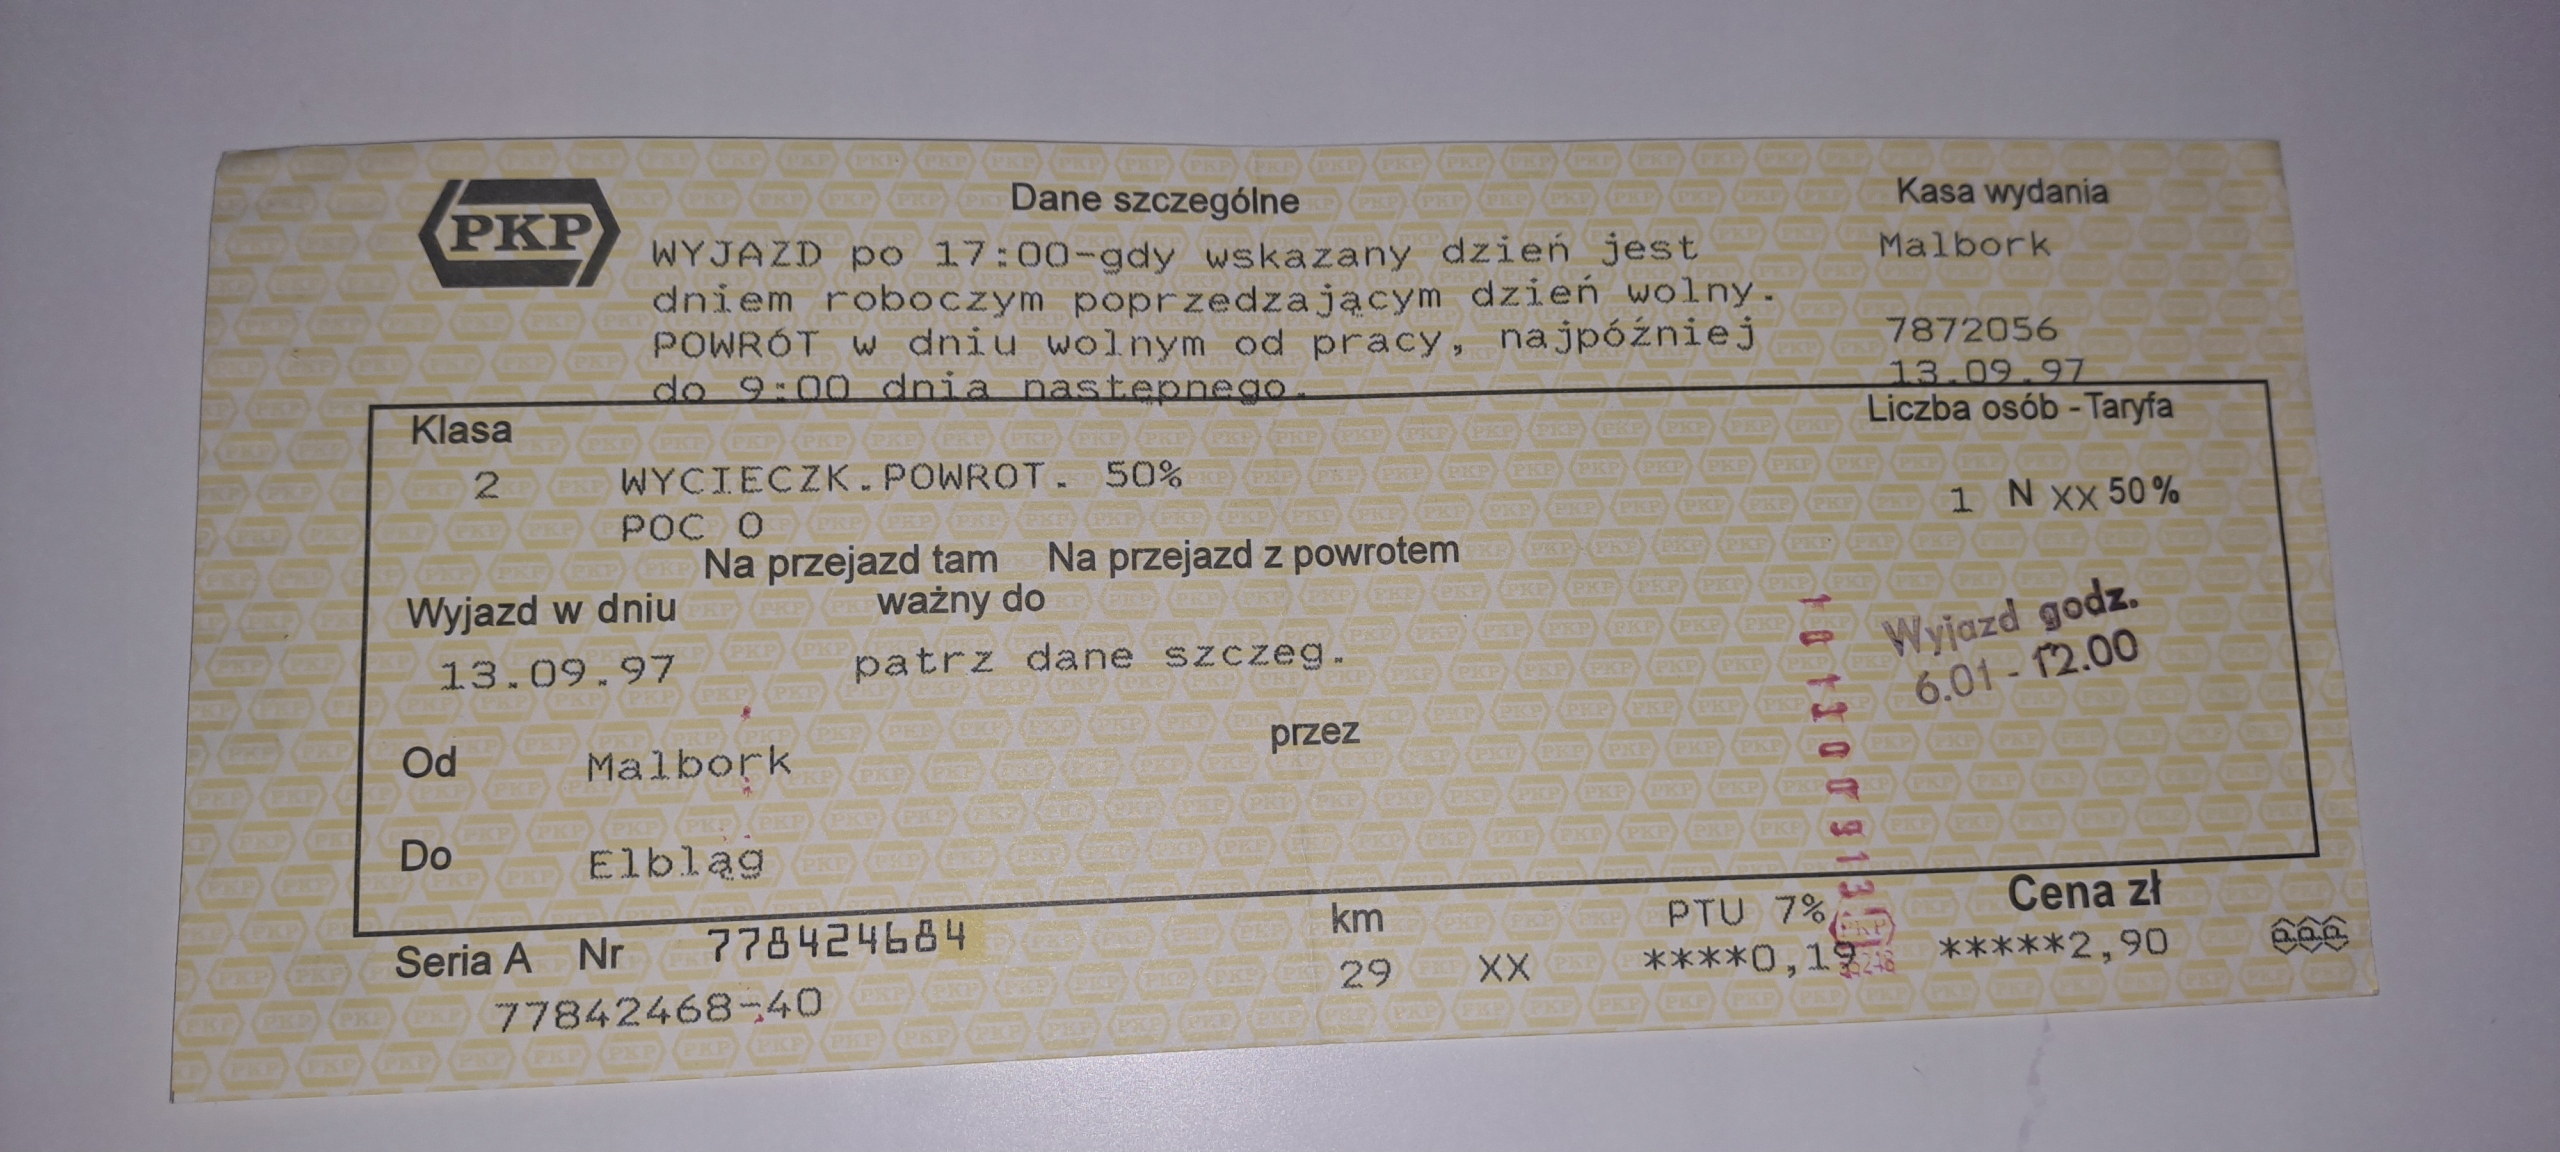 PKP
Dane szczególne
Kasa wydania
WYJAZD po 17:00-gdy wskazany dzień jest
Malbork
dniem roboczym poprzedzającym dzień wolny.
POWRÓT w dniu wolnym od pracy, najpóźniej
7872056
do 9:00 dnia następnego.
13.09.97
Klasa
Liczba osób - Taryfa
2 WYCIECZK.POWROT. 50%
1 N XX 50%
POC O
Na przejazd tam Na przejazd z powrotem
Wyjazd w dniu
ważny do
Wyjazd godz.
6.01 - 12.00
13.09.97
patrz dane szczeg.
przez
Od Malbork
Do Elbląg
Seria A Nr 778424684
77842468-40
km
29 XX
PTU 7%
****0,19
Cena zł
*****2,90
PKP